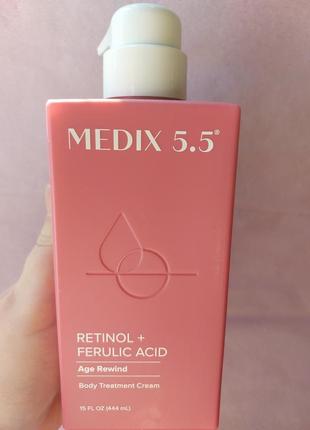 MEDIX 5.5®
RETINOL +
FERULIC ACID
Age Rewind
Body Treatment Cream
15 FL OZ (444 mL)